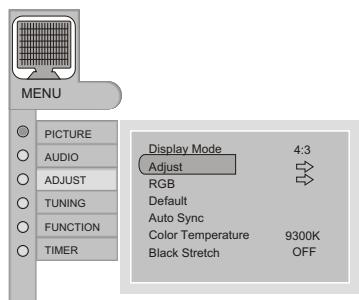 MENU
PICTURE
AUDIO
ADJUST
TUNING
FUNCTION
TIMER
Display Mode 4:3
Adjust
RGB
Default
Auto Sync
Color Temperature 9300K
Black Stretch OFF